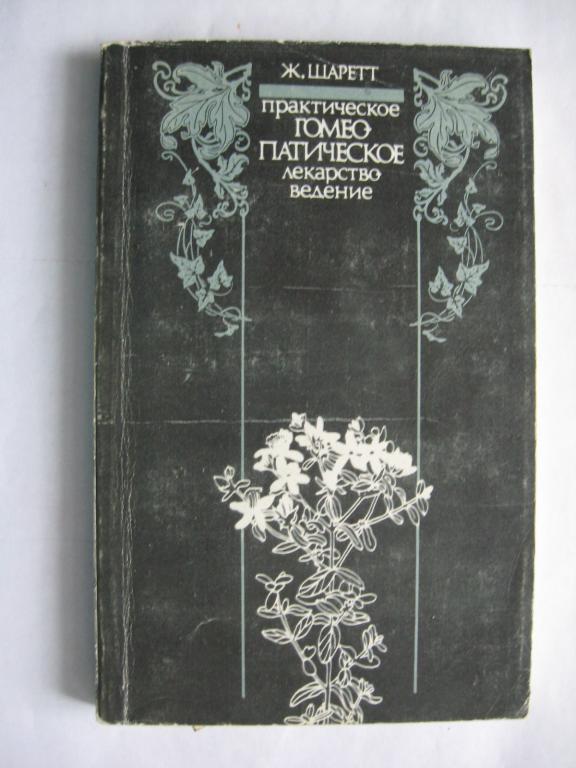 Ж. ШАРЕТТ
практическое
ГОМЕО-
ПАТИЧЕСКОЕ
лекарство-
ведение